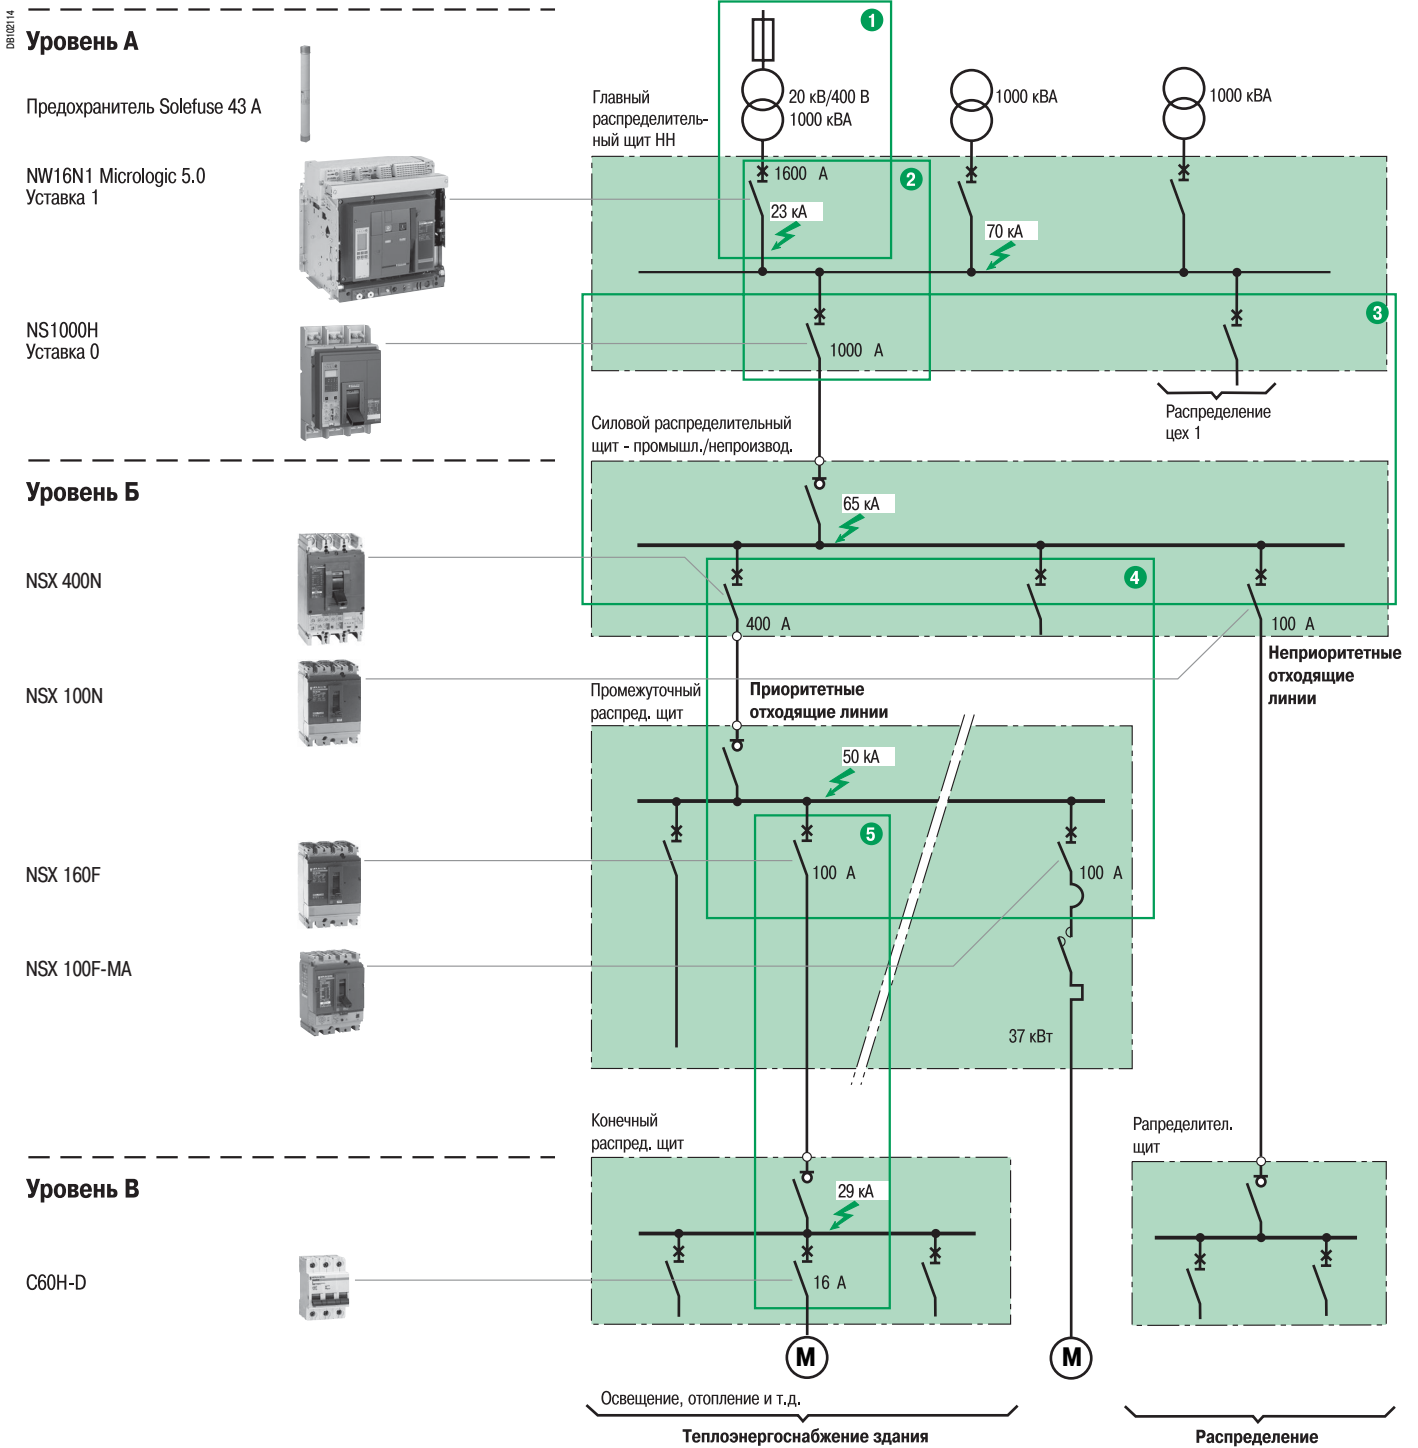 DB102114
Уровень А
Предохранитель Solefuse 43 А
NW16N1 Micrologic 5.0
Уставка 1
NS1000H
Уставка 0
Уровень Б
NSX 400N
NSX 100N
NSX 160F
NSX 100F-MA
Уровень В
C60H-D
1
20 кВ/400 В
1000 кВА
1000 кВА
1000 кВА
Главный
распределитель-
ный щит НН
1600 А
2
23 кА
70 кА
3
1000 А
Распределение
цех 1
Силовой распределительный
щит - промышл./непроизвод.
65 кА
4
400 А
100 А
Неприоритетные
отходящие
линии
Промежуточный
распред. щит
Приоритетные
отходящие линии
50 кА
5
100 А
100 А
37 кВт
Конечный
распред. щит
Рапределител.
щит
29 кА
16 А
М
М
Освещение, отопление и т.д.
Теплоэнергоснабжение здания
Распределение